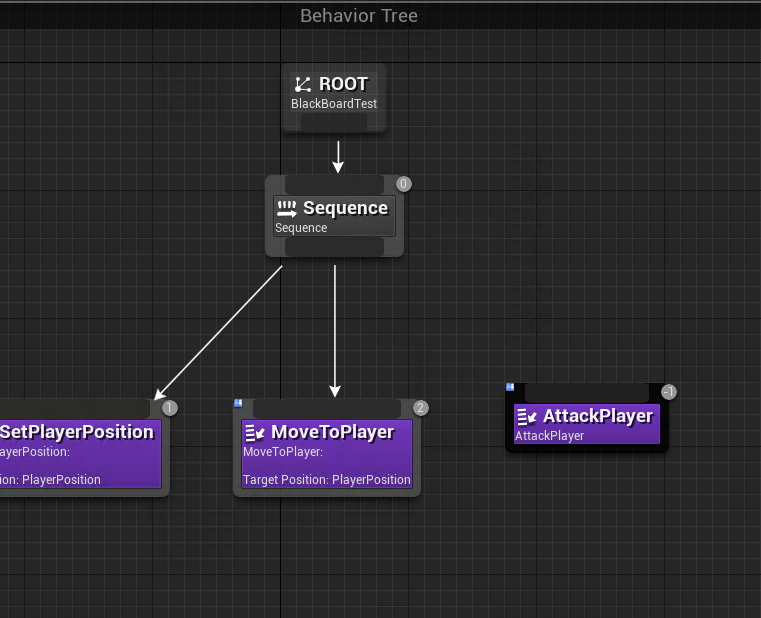 Behavior Tree
ROOT
BlackBoardTest
0
Sequence
Sequence
1
SetPlayerPosition
ayerPosition:
ion: PlayerPosition
2
MoveToPlayer
MoveToPlayer:
Target Position: PlayerPosition
-1
AttackPlayer
AttackPlayer